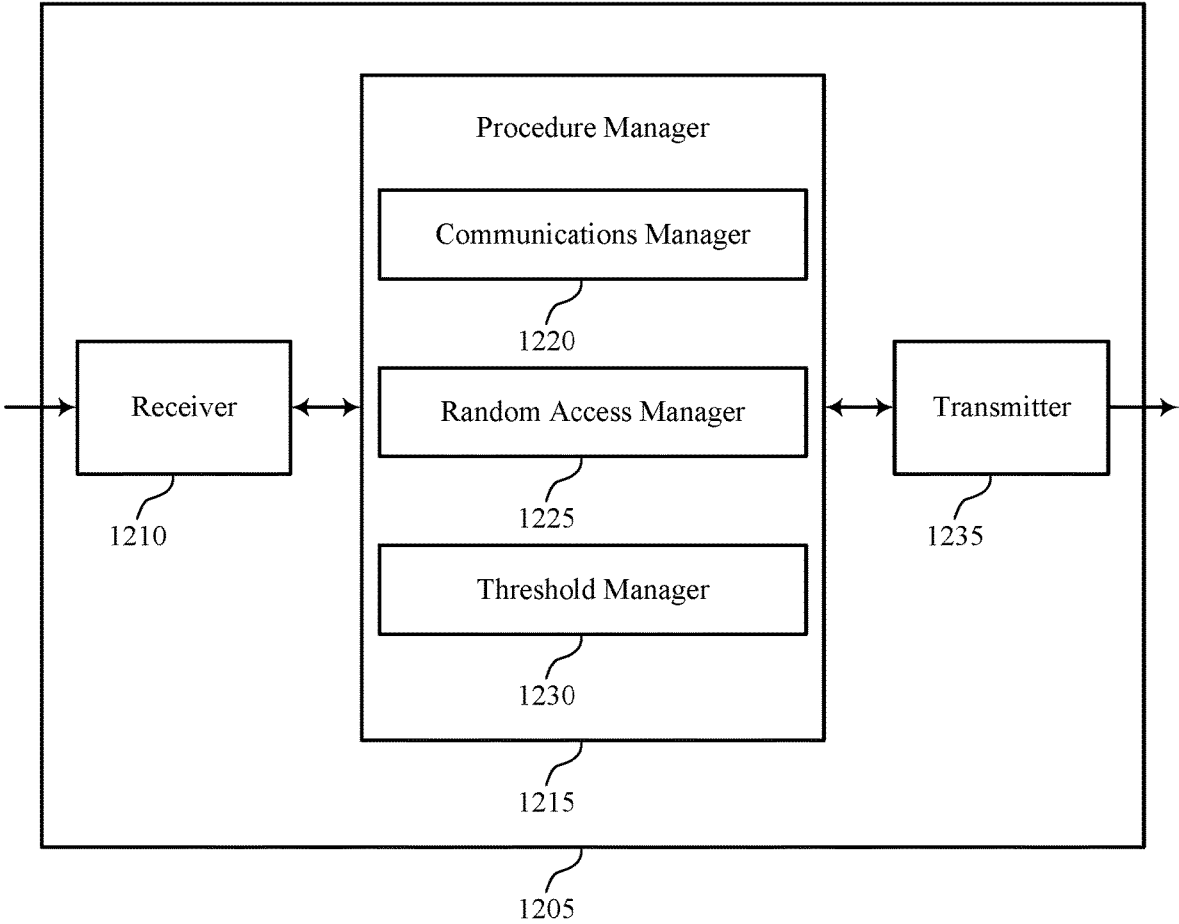 Procedure Manager
Communications Manager
1220
Receiver
1210
Random Access Manager
1225
Transmitter
1235
Threshold Manager
1230
1215
1205